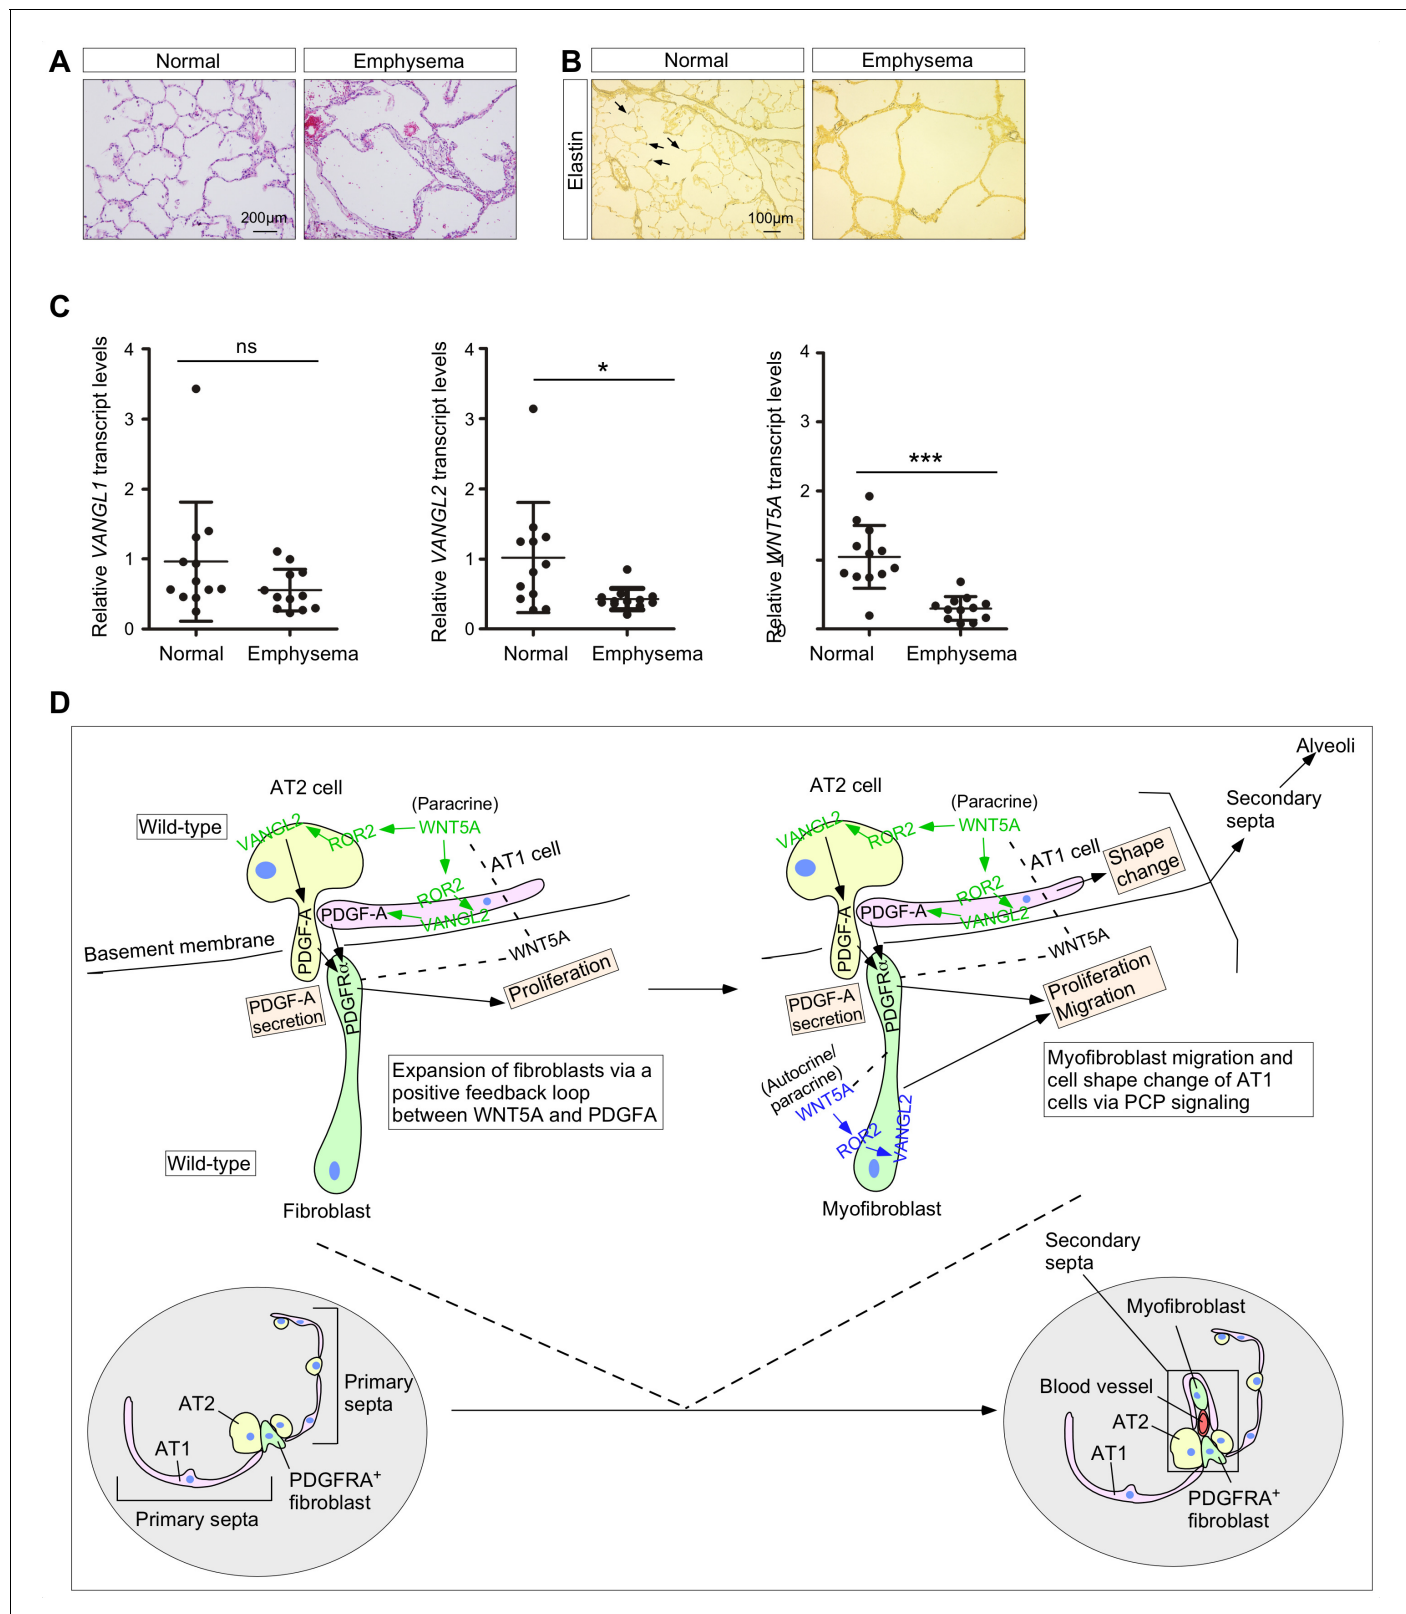 A
Normal
Emphysema
200µm
B
Normal
Emphysema
Elastin
100µm
C
Relative VANGL1 transcript levels
4
3
2
1
0
ns
Normal
Emphysema
Relative VANGL2 transcript levels
4
3
2
1
0
*
Normal
Emphysema
Relative WNT5A transcript levels
4
3
2
1
0
***
Normal
Emphysema
D
Wild-type
AT2 cell
VANGL2
ROR2
(Paracrine)
WNT5A
AT1 cell
ROR2
VANGL2
PDGF-A
PDGF-A
Basement membrane
WNT5A
PDGFRα
PDGF-A
secretion
Proliferation
Expansion of fibroblasts via a
positive feedback loop
between WNT5A and PDGFA
Wild-type
Fibroblast
AT2 cell
VANGL2
ROR2
(Paracrine)
WNT5A
AT1 cell
Shape
change
ROR2
VANGL2
PDGF-A
PDGF-A
WNT5A
PDGFRα
PDGF-A
secretion
Proliferation
Migration
(Autocrine/
paracrine)
WNT5A
ROR2
VANGL2
Myofibroblast
Myofibroblast migration and
cell shape change of AT1
cells via PCP signaling
Secondary
septa
Alveoli
Primary
septa
AT2
AT1
PDGFRA+
fibroblast
Primary septa
Secondary
septa
Myofibroblast
Blood vessel
AT2
AT1
PDGFRA+
fibroblast